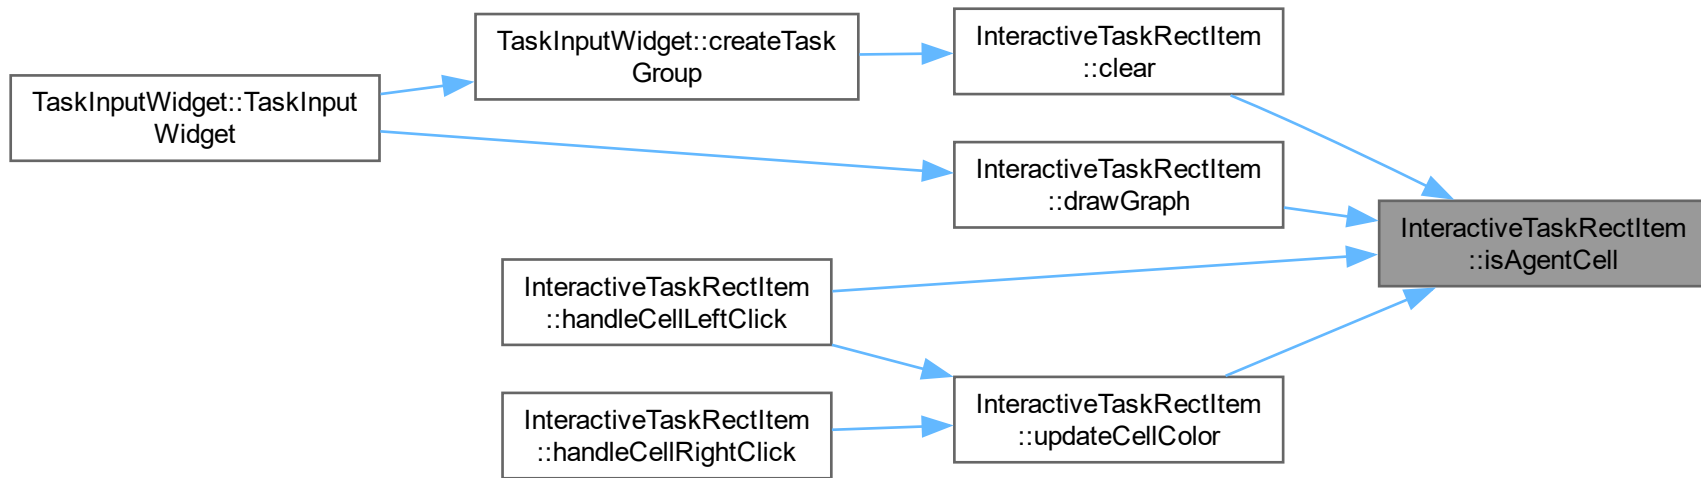 TaskInputWidget::TaskInput
Widget
TaskInputWidget::createTask
Group
InteractiveTaskRectItem
::clear
InteractiveTaskRectItem
::drawGraph
InteractiveTaskRectItem
::isAgentCell
InteractiveTaskRectItem
::handleCellLeftClick
InteractiveTaskRectItem
::updateCellColor
InteractiveTaskRectItem
::handleCellRightClick